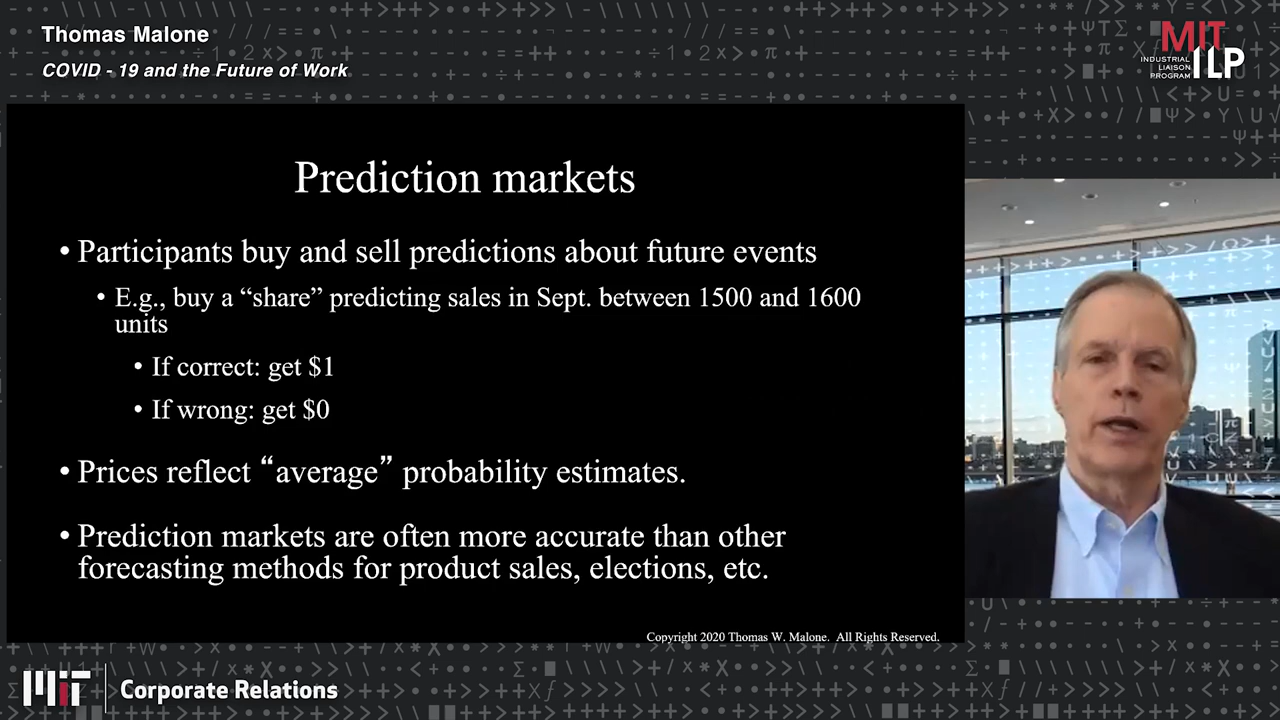 Thomas Malone
COVID - 19 and the Future of Work
MIT
INDUSTRIAL
LIAISON
PROGRAM
ILP
Prediction markets
• Participants buy and sell predictions about future events
• E.g., buy a “share” predicting sales in Sept. between 1500 and 1600
units
• If correct: get $1
• If wrong: get $0
• Prices reflect “average” probability estimates.
• Prediction markets are often more accurate than other
forecasting methods for product sales, elections, etc.
Copyright 2020 Thomas W. Malone. All Rights Reserved.
MIT
Corporate Relations